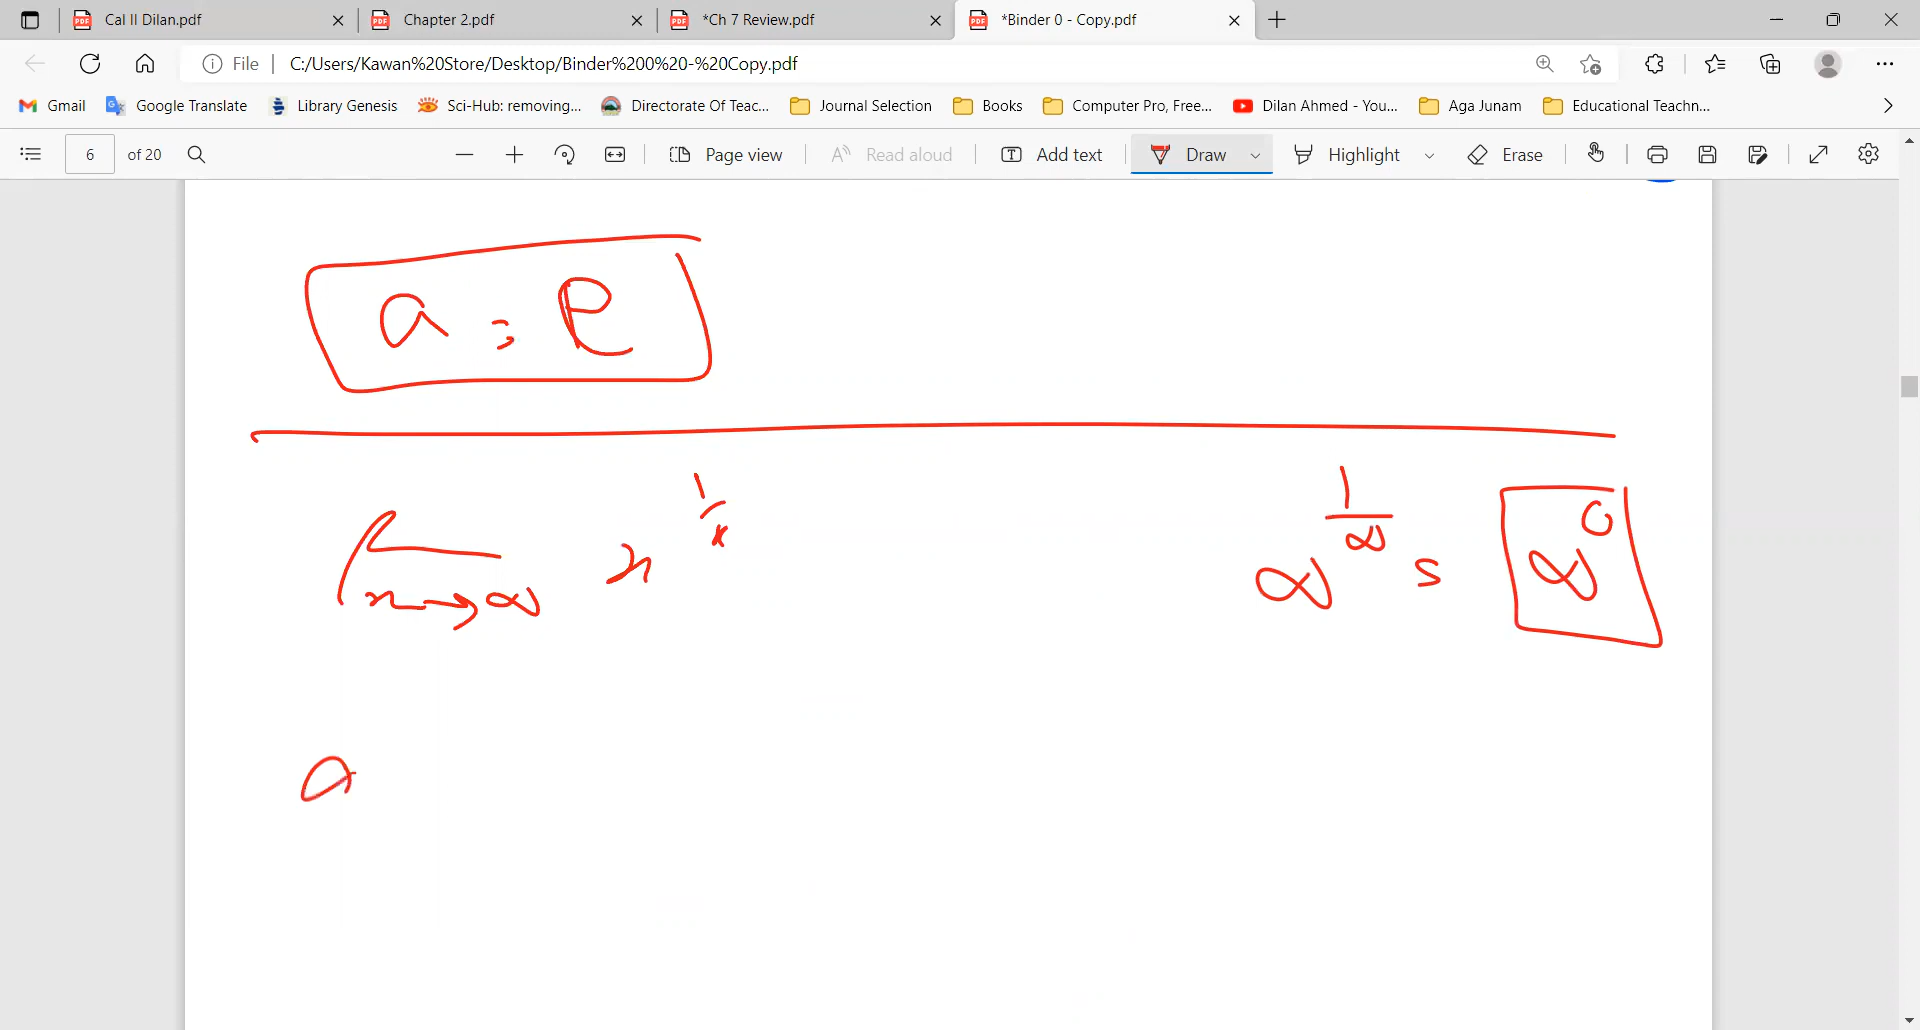 Cal II Dilan.pdf
Chapter 2.pdf
*Ch 7 Review.pdf
*Binder 0 - Copy.pdf
File
C:/Users/Kawan%20Store/Desktop/Binder%200%20-%20Copy.pdf
Gmail
Google Translate
Library Genesis
Sci-Hub: removing...
Directorate Of Teac...
Journal Selection
Books
Computer Pro, Free...
Dilan Ahmed - You...
Aga Junam
Educational Teachn...
6 of 20
Page view
Read aloud
Add text
Draw
Highlight
Erase
a = e
L x→∞ x^(1/x) ∞^(1/∞) = ∞^0
a